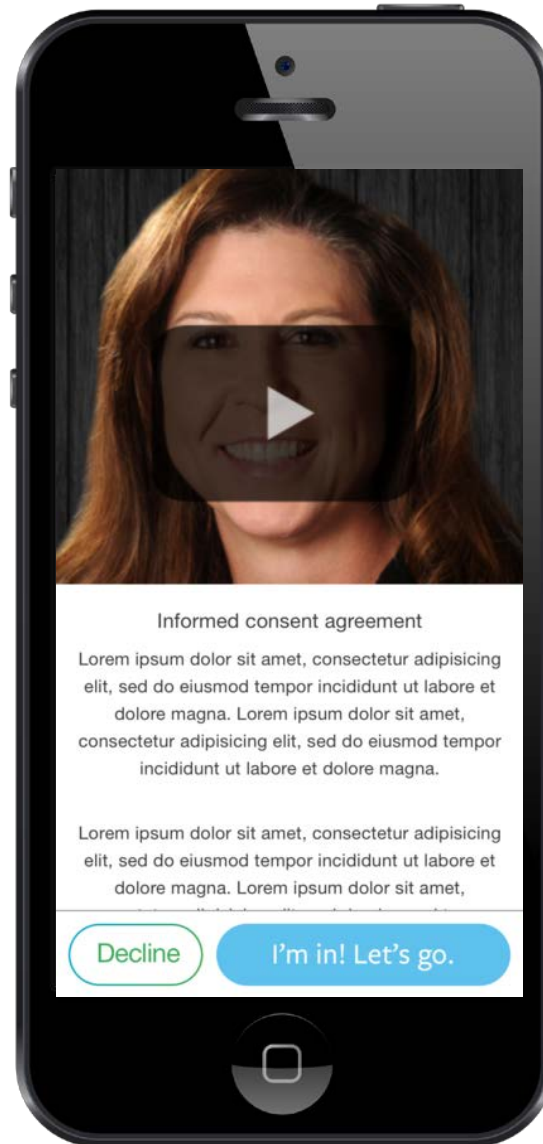 Informed consent agreement
Lorem ipsum dolor sit amet, consectetur adipisicing
elit, sed do eiusmod tempor incididunt ut labore et
dolore magna. Lorem ipsum dolor sit amet,
consectetur adipisicing elit, sed do eiusmod tempor
incididunt ut labore et dolore magna.
Lorem ipsum dolor sit amet, consectetur adipisicing
elit, sed do eiusmod tempor incididunt ut labore et
dolore magna. Lorem ipsum dolor sit amet,
Decline
I'm in! Let's go.